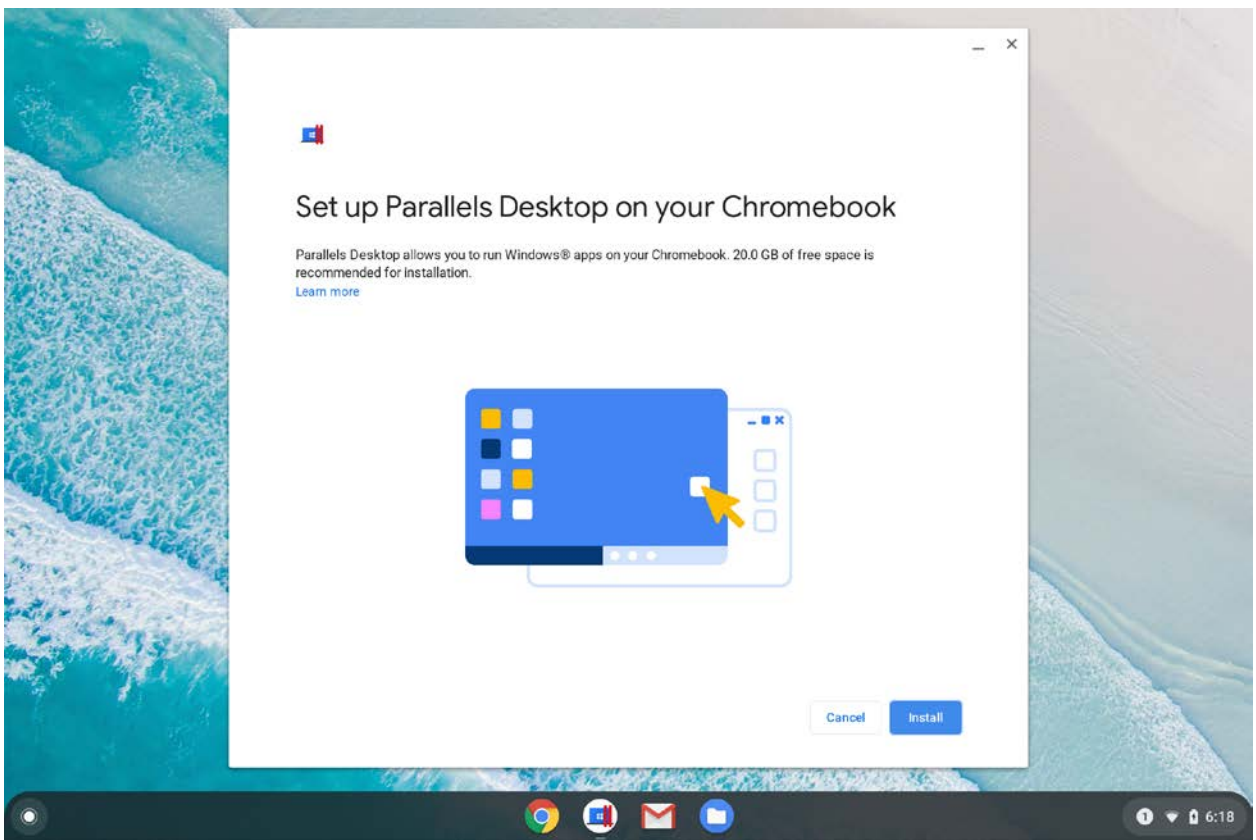 Set up Parallels Desktop on your Chromebook
Parallels Desktop allows you to run Windows® apps on your Chromebook. 20.0 GB of free space is
recommended for installation.
Learn more
Cancel
Install
1
6:18